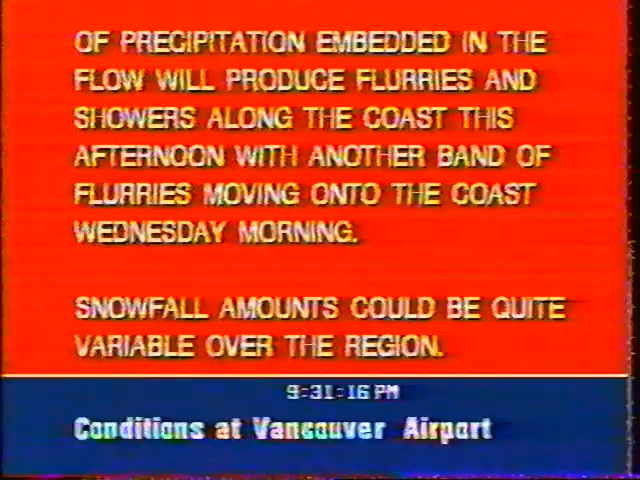 OF PRECIPITATION EMBEDDED IN THE
FLOW WILL PRODUCE FLURRIES AND
SHOWERS ALONG THE COAST THIS
AFTERNOON WITH ANOTHER BAND OF
FLURRIES MOVING ONTO THE COAST
WEDNESDAY MORNING.
SNOWFALL AMOUNTS COULD BE QUITE
VARIABLE OVER THE REGION.
9:31:16 PM
Conditions at Vancouver Airport